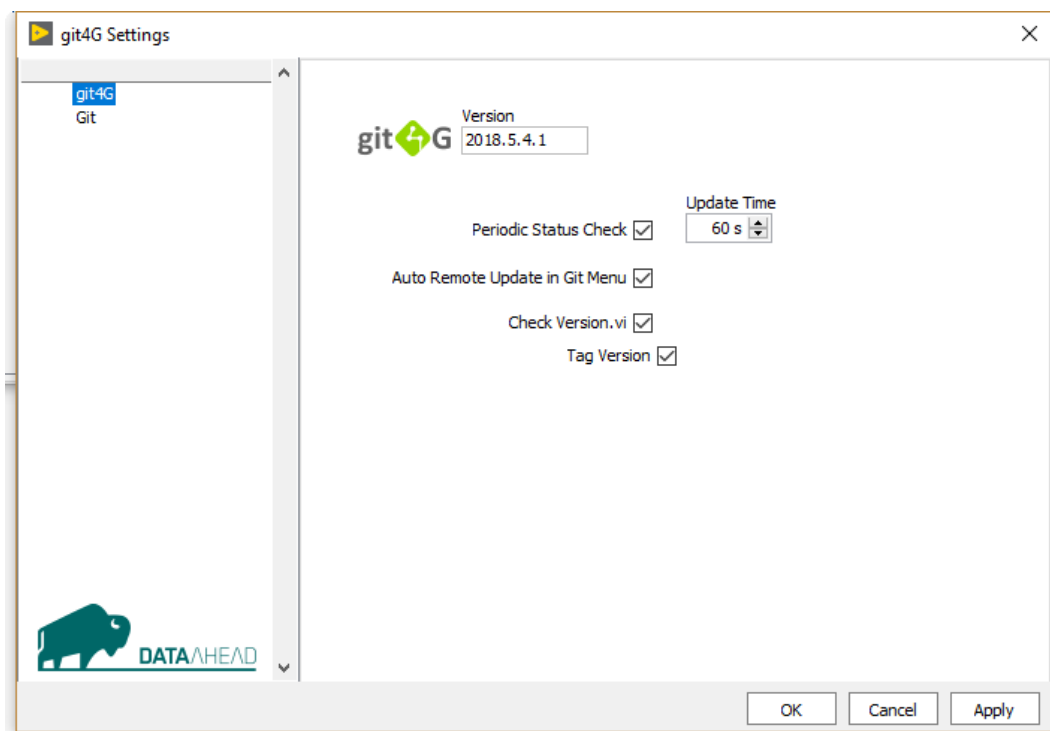 git4G Settings
git4G
Git
git G
Version
2018.5.4.1
Update Time
Periodic Status Check
60 s
Auto Remote Update in Git Menu
Check Version.vi
Tag Version
DATAAHEAD
OK
Cancel
Apply